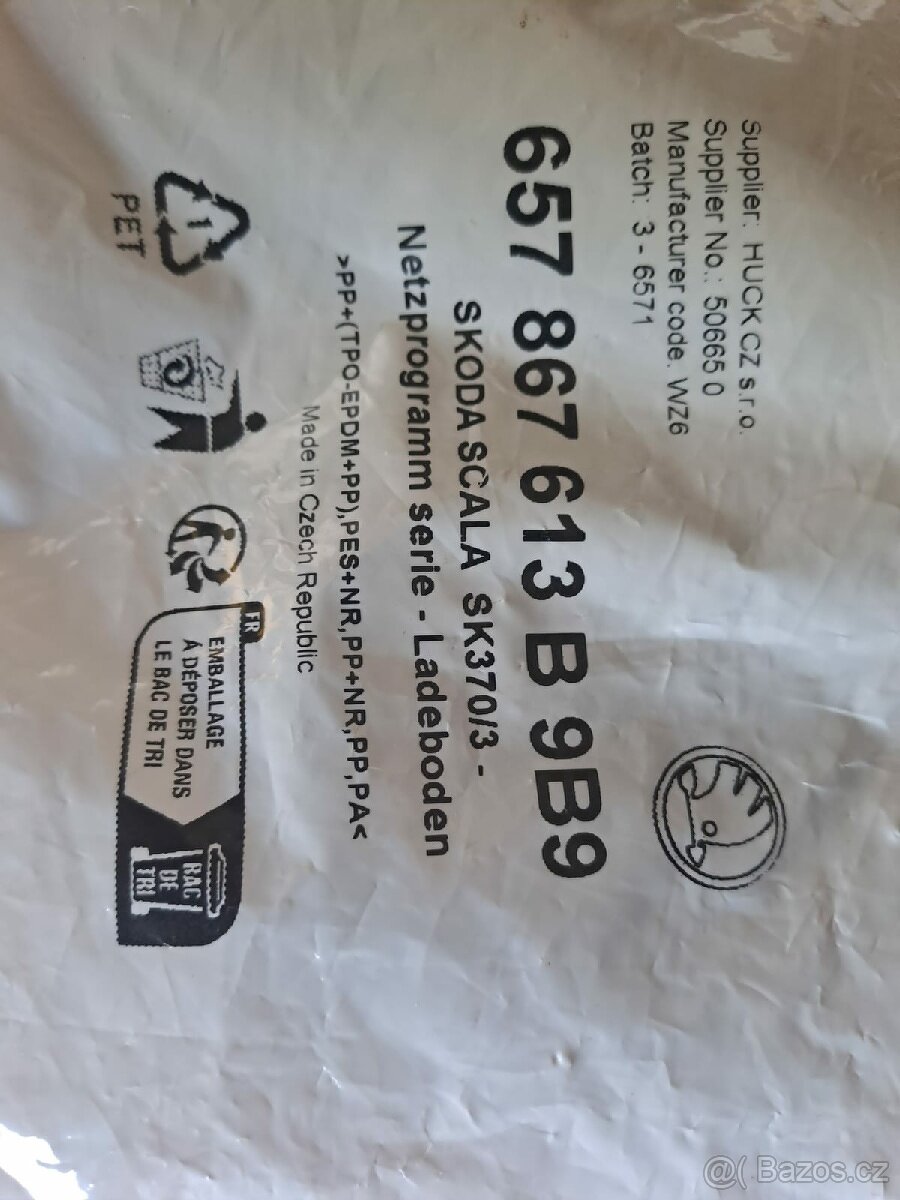 Supplier: HUCK CZ s.r.o.
Supplier No.: 50665 0
Manufacturer code. WZ6
Batch: 3 - 6571
657 867 613 B 9B9
SKODA SCALA SK370/3 -
Netzprogramm serie - Ladeboden
>PP+(TPO-EPDM+PP),PES+NR,PP+NR,PP,PA<
Made in Czech Republic
1
PET
FR
EMBALLAGE
À DÉPOSER DANS
LE BAC DE TRI
BAC
DE
TRI
@( Bazos.cz